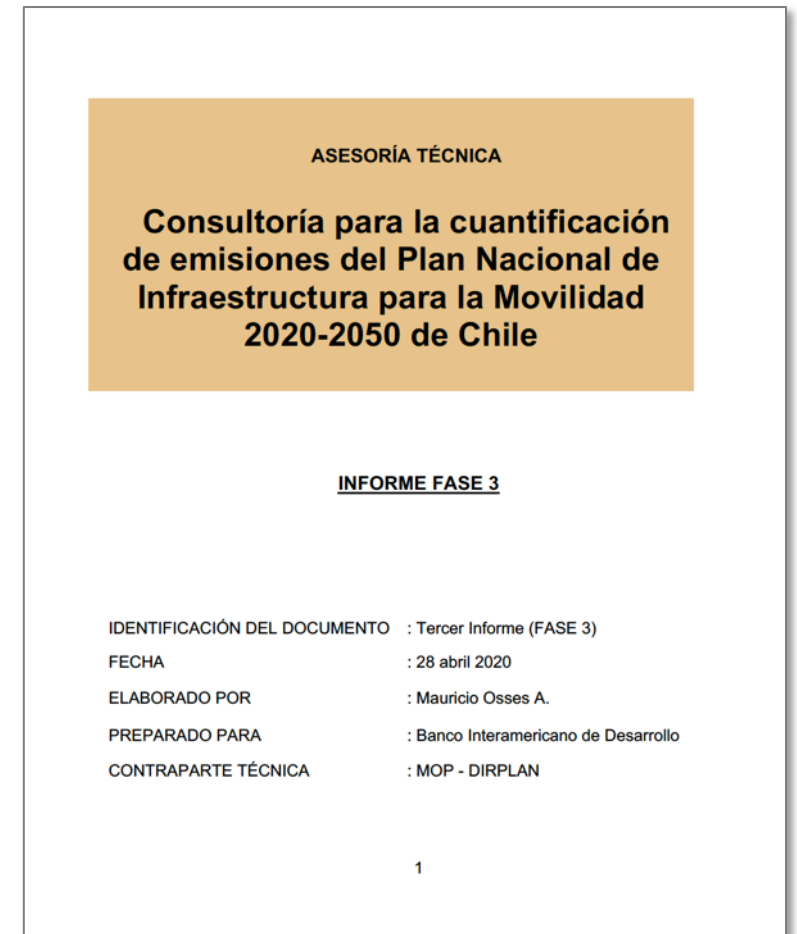 ASESORÍA TÉCNICA
Consultoría para la cuantificación
de emisiones del Plan Nacional de
Infraestructura para la Movilidad
2020-2050 de Chile
INFORME FASE 3
IDENTIFICACIÓN DEL DOCUMENTO : Tercer Informe (FASE 3)
FECHA : 28 abril 2020
ELABORADO POR : Mauricio Osses A.
PREPARADO PARA : Banco Interamericano de Desarrollo
CONTRAPARTE TÉCNICA : MOP - DIRPLAN
1